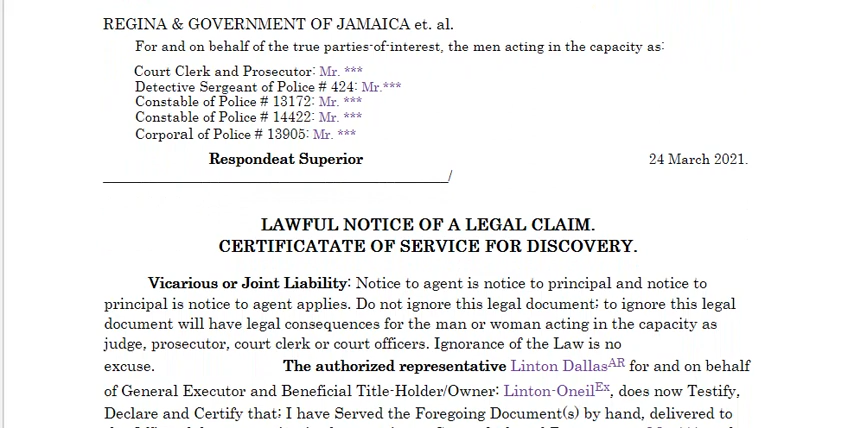 REGINA & GOVERNMENT OF JAMAICA et. al.
For and on behalf of the true parties-of-interest, the men acting in the capacity as:
Court Clerk and Prosecutor: Mr. ***
Detective Sergeant of Police # 424: Mr.***
Constable of Police # 13172: Mr. ***
Constable of Police # 14422: Mr. ***
Corporal of Police # 13905: Mr. ***
Respondeat Superior 24 March 2021.
/
LAWFUL NOTICE OF A LEGAL CLAIM.
CERTIFICATATE OF SERVICE FOR DISCOVERY.
Vicarious or Joint Liability: Notice to agent is notice to principal and notice to
principal is notice to agent applies. Do not ignore this legal document: to ignore this legal
document will have legal consequences for the man or woman acting in the capacity as
judge, prosecutor, court clerk or court officers. Ignorance of the Law is no
excuse. The authorized representative Linton DallasAR for and on behalf
of General Executor and Beneficial Title-Holder/Owner: Linton-OneilEx, does now Testify,
Declare and Certify that: I have Served the Foregoing Document(s) by hand, delivered to